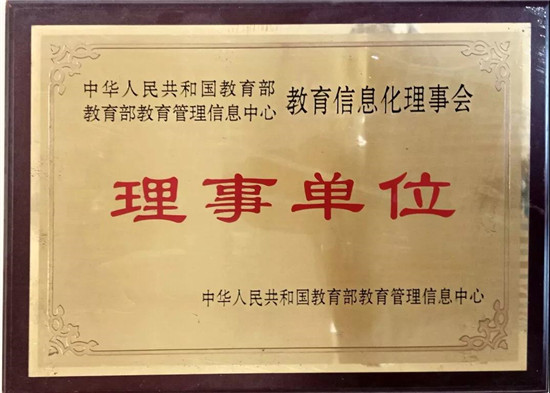 中华人民共和国教育部
教育部教育管理信息中心
教育信息化理事会
理事单位
中华人民共和国教育部教育管理信息中心